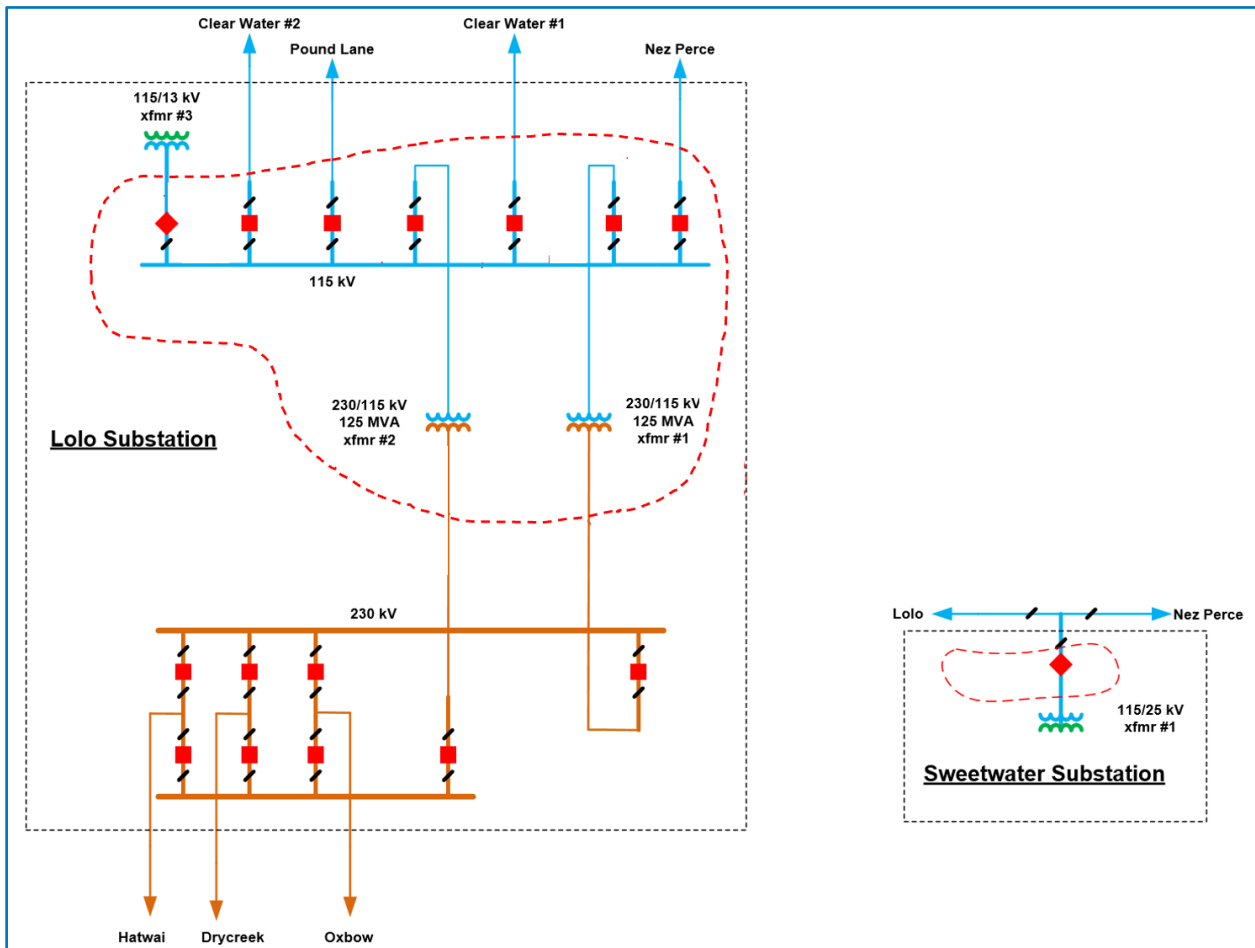 Clear Water #2
Pound Lane
Clear Water #1
Nez Perce
115/13 kV
xfmr #3
115 kV
230/115 kV
125 MVA
xfmr #2
230/115 kV
125 MVA
xfmr #1
Lolo Substation
230 kV
Hatwai
Drycreek
Oxbow
Lolo
Nez Perce
115/25 kV
xfmr #1
Sweetwater Substation